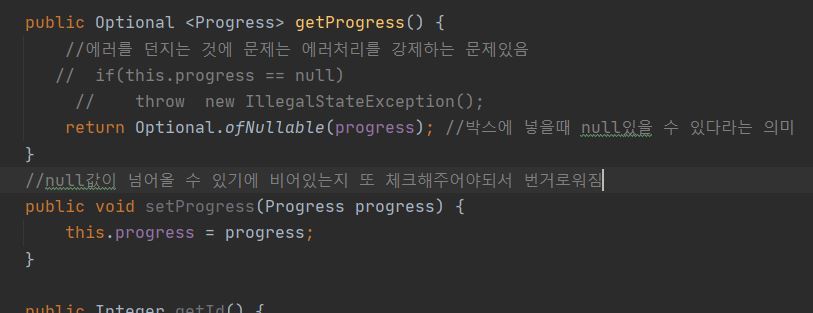 public Optional <Progress> getProgress() {
//에러를 던지는 것에 문제는 에러처리를 강제하는 문제있음
//  if(this.progress == null)
//    throw  new IllegalStateException();
return Optional.ofNullable(progress); //박스에 넣을때 null있을 수 있다라는 의미
}
//null값이 넘어올 수 있기에 비어있는지 또 체크해주어야되서 번거로워짐
public void setProgress(Progress progress) {
this.progress = progress;
}
public Integer getId() {